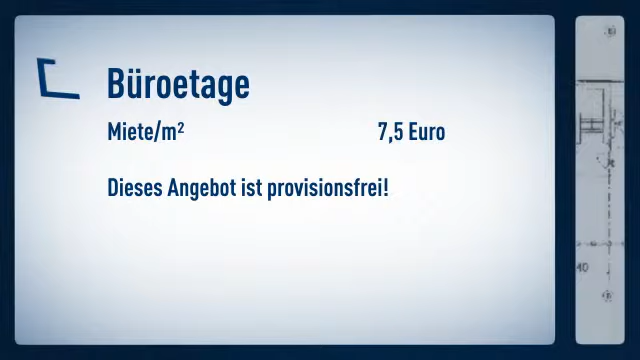 Büroetage
Miete/m² 7,5 Euro
Dieses Angebot ist provisionsfrei!